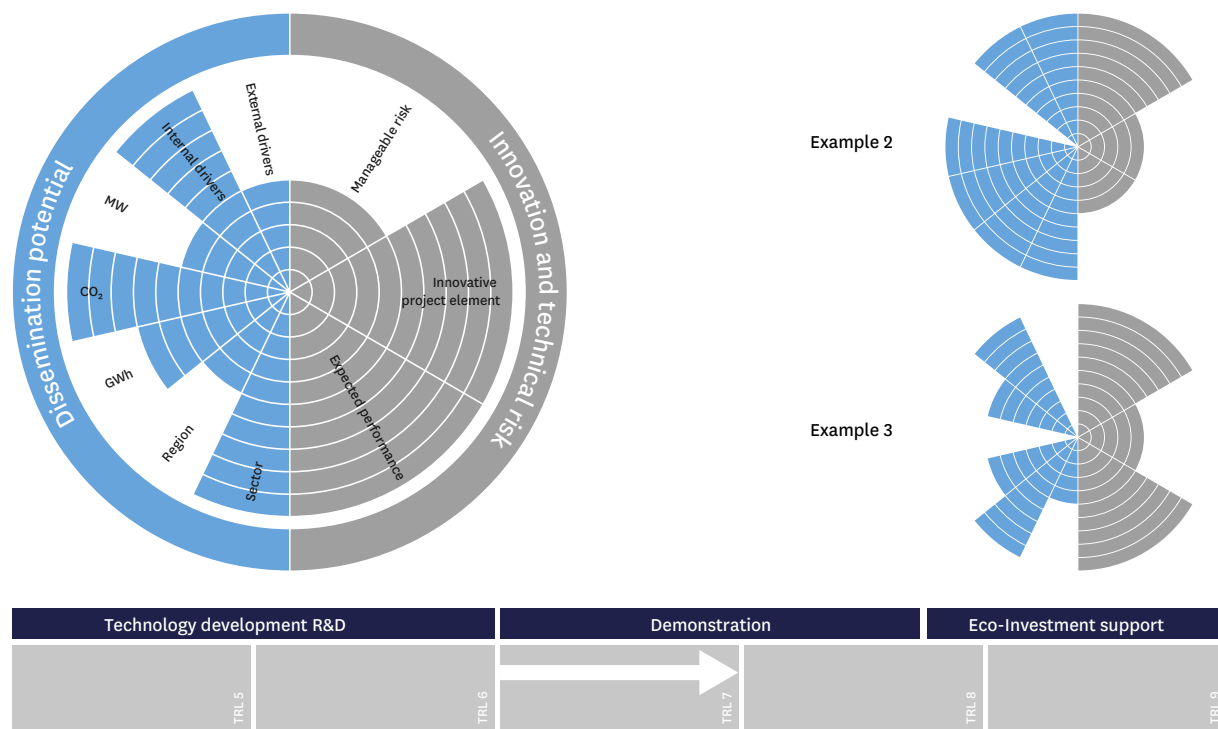 Dissemination potential
Innovation and technical risk
External drivers
Internal drivers
Manageable risk
MW
CO₂
GWh
Region
Sector
Innovative
project element
Expected performance
Example 2
Example 3
Technology development R&D
Demonstration
Eco-Investment support
TRL 5
TRL 6
TRL 7
TRL 8
TRL 9